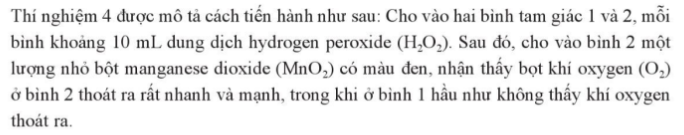 Thí nghiệm 4 được mô tả cách tiến hành như sau: Cho vào hai bình tam giác 1 và 2, mỗi
bình khoảng 10 mL dung dịch hydrogen peroxide (H₂O₂). Sau đó, cho vào bình 2 một
lượng nhỏ bột manganese dioxide (MnO₂) có màu đen, nhận thấy bọt khí oxygen (O₂)
ở bình 2 thoát ra rất nhanh và mạnh, trong khi ở bình 1 hầu như không thấy khí oxygen
thoát ra.